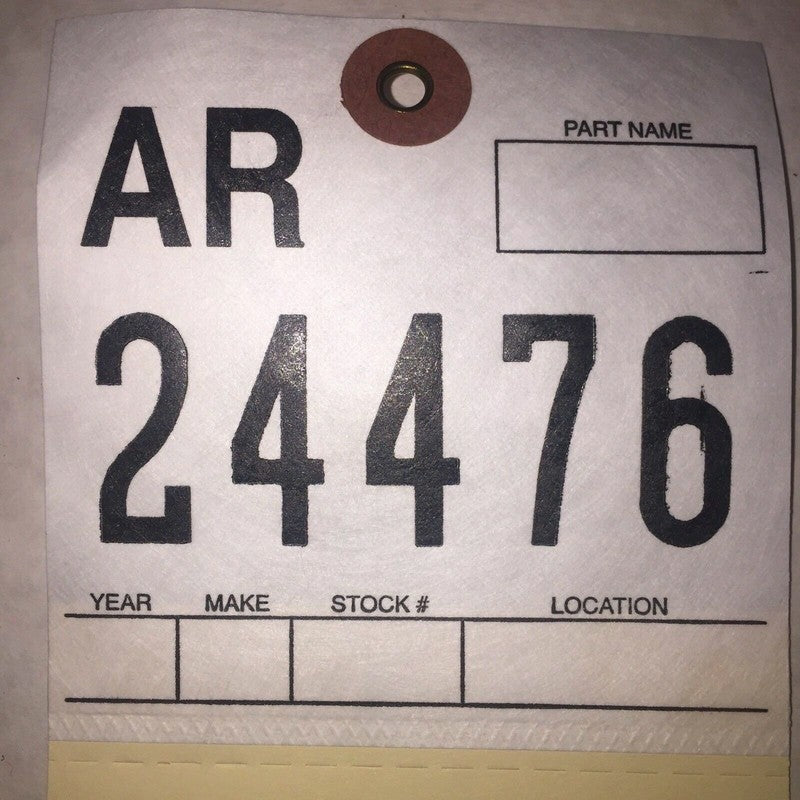 AR
PART NAME
24476
YEAR MAKE STOCK # LOCATION